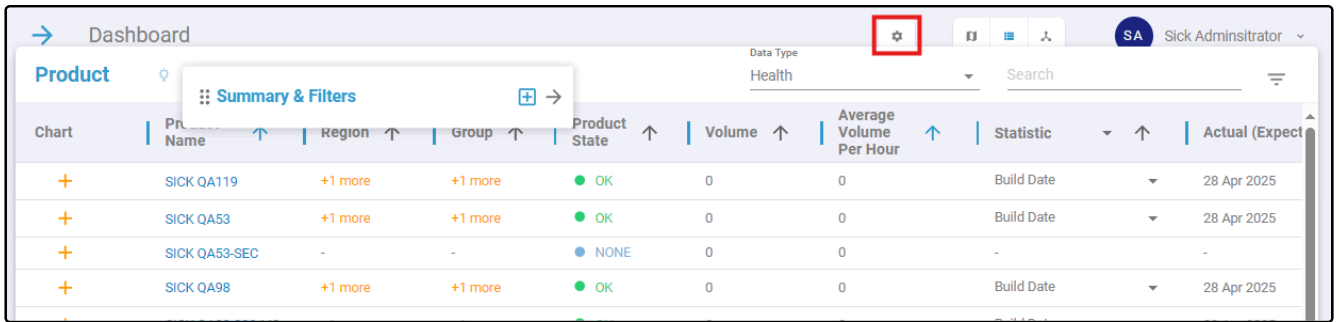 Dashboard
SA Sick Adminsitrator
Product
Data Type
Health
Search
Summary & Filters
Chart
Name
Region
Group
Product
State
Volume
Average
Volume
Per Hour
Statistic
Actual (Expect
SICK QA119 +1 more +1 more OK 0 0 Build Date 28 Apr 2025
SICK QA53 +1 more +1 more OK 0 0 Build Date 28 Apr 2025
SICK QA53-SEC - - NONE 0 0 - -
SICK QA98 +1 more +1 more OK 0 0 Build Date 28 Apr 2025